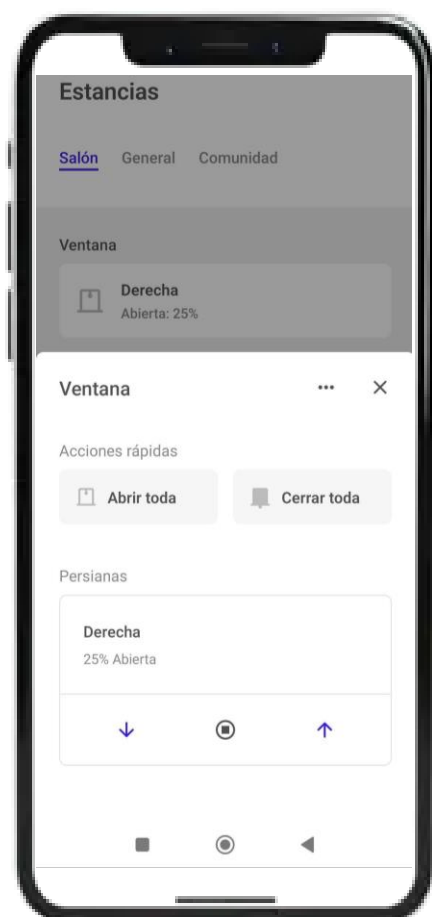 Estancias
Salón General Comunidad
Ventana
Derecha
Abierta: 25%
Ventana
Acciones rápidas
Abrir toda Cerrar toda
Persianas
Derecha
25% Abierta